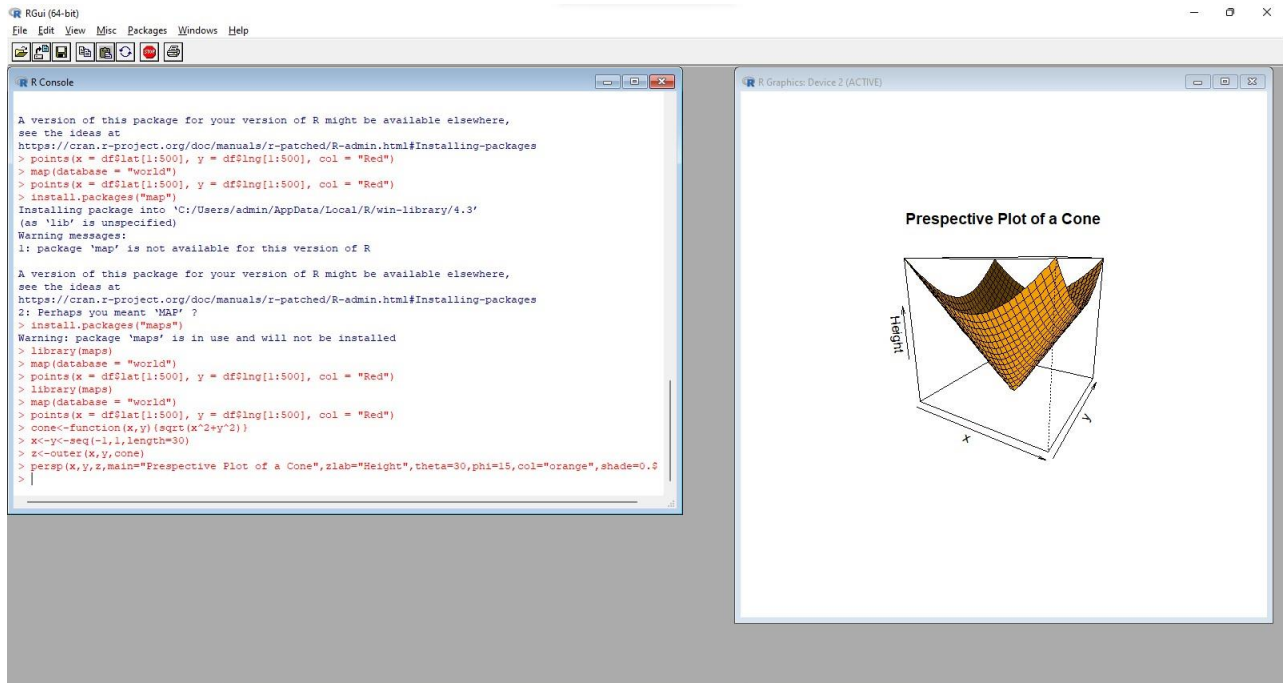 RGui (64-bit)
File Edit View Misc Packages Windows Help
STOP
R Console
A version of this package for your version of R might be available elsewhere,
see the ideas at
https://cran.r-project.org/doc/manuals/r-patched/R-admin.html#Installing-packages
> points(x = df$lat[1:500], y = df$lng[1:500], col = "Red")
> map(database = "world")
> points(x = df$lat[1:500], y = df$lng[1:500], col = "Red")
> install.packages("map")
Installing package into ‘C:/Users/admin/AppData/Local/R/win-library/4.3’
(as ‘lib’ is unspecified)
Warning messages:
1: package ‘map’ is not available for this version of R
A version of this package for your version of R might be available elsewhere,
see the ideas at
https://cran.r-project.org/doc/manuals/r-patched/R-admin.html#Installing-packages
2: Perhaps you meant ‘MAP’ ?
> install.packages("maps")
Warning: package ‘maps’ is in use and will not be installed
> library(maps)
> map(database = "world")
> points(x = df$lat[1:500], y = df$lng[1:500], col = "Red")
> library(maps)
> map(database = "world")
> points(x = df$lat[1:500], y = df$lng[1:500], col = "Red")
> cone<-function(x,y){sqrt(x^2+y^2)}
> x<-y<-seq(-1,1,length=30)
> z<-outer(x,y,cone)
> persp(x,y,z,main="Prespective Plot of a Cone",zlab="Height",theta=30,phi=15,col="orange",shade=0.$
>
R Graphics: Device 2 (ACTIVE)
Prespective Plot of a Cone
Height
x
y